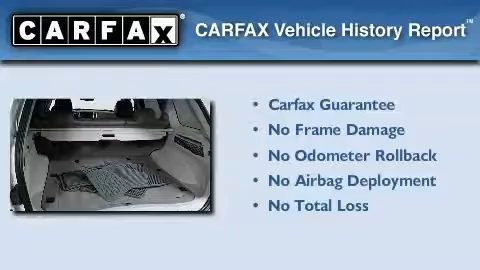 CARFAX®
CARFAX Vehicle History Report™
• Carfax Guarantee
• No Frame Damage
• No Odometer Rollback
• No Airbag Deployment
• No Total Loss